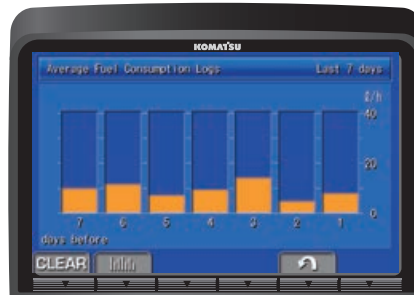 KOMATSU
Average Fuel Consumption Logs Last 7 days
ℓ/h
40
20
0
7 6 5 4 3 2 1
days before
CLEAR